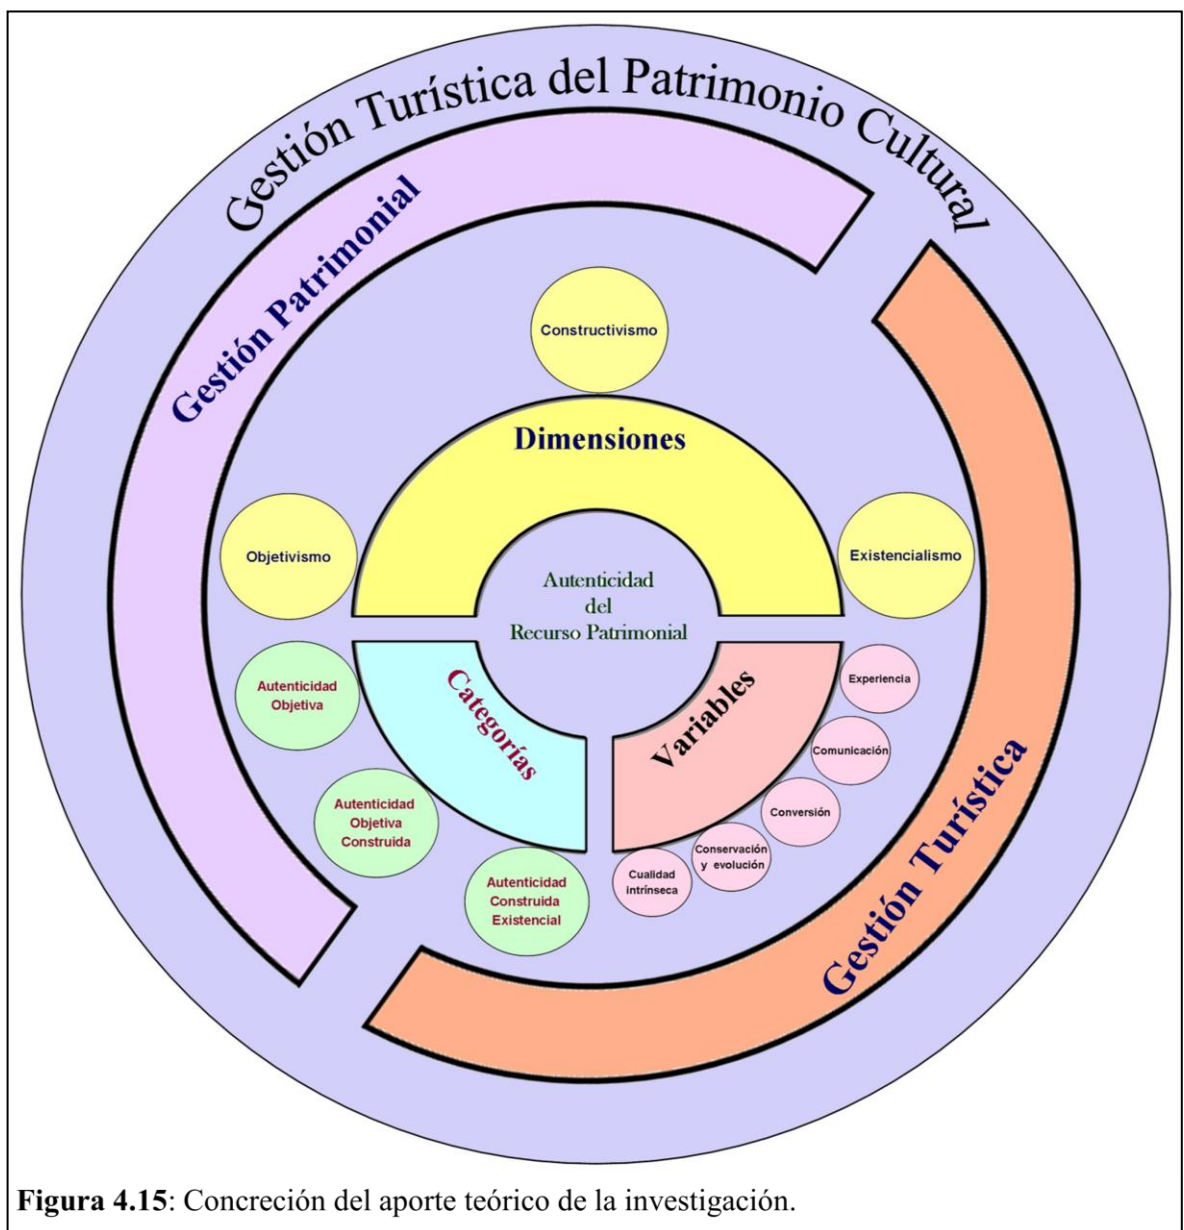 Gestión Turística del Patrimonio Cultural
Gestión Patrimonial
Constructivismo
Dimensiones
Objetivismo
Existencialismo
Autenticidad
del
Recurso Patrimonial
Categorías
Variables
Autenticidad
Objetiva
Autenticidad
Objetiva
Construida
Autenticidad
Construida
Existencial
Experiencia
Comunicación
Conversión
Conservación
y evolución
Cualidad
intrínseca
Gestión Turística
Figura 4.15: Concreción del aporte teórico de la investigación.